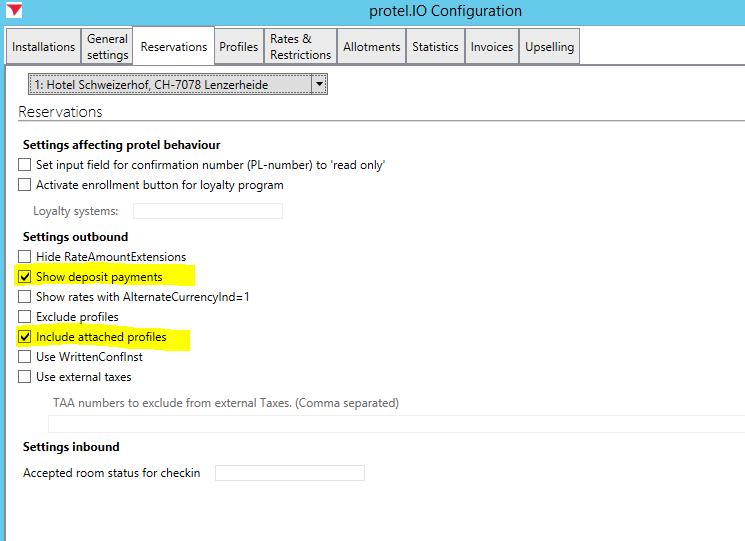 protel.IO Configuration
Installations
General
settings
Reservations
Profiles
Rates &
Restrictions
Allotments
Statistics
Invoices
Upselling
1: Hotel Schweizerhof, CH-7078 Lenzerheide
Reservations
Settings affecting protel behaviour
Set input field for confirmation number (PL-number) to 'read only'
Activate enrollment button for loyalty program
Loyalty systems:
Settings outbound
Hide RateAmountExtensions
Show deposit payments
Show rates with AlternateCurrencyInd=1
Exclude profiles
Include attached profiles
Use WrittenConfInst
Use external taxes
TAA numbers to exclude from external Taxes. (Comma separated)
Settings inbound
Accepted room status for checkin